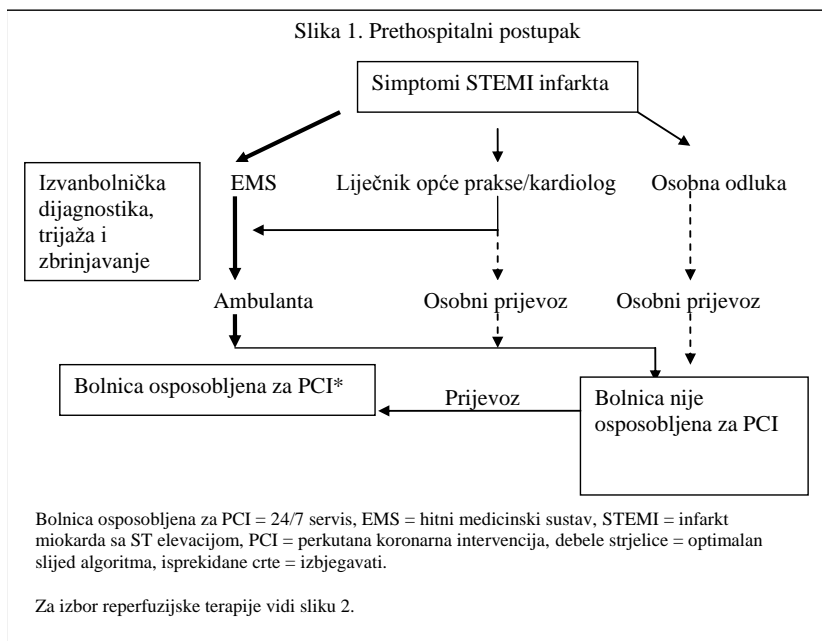 Slika 1. Prethospitalni postupak
Simptomi STEMI infarkta
Izvanbolnička
dijagnostika,
trijaža i
zbrinjavanje
EMS
Liječnik opće prakse/kardiolog
Osobna odluka
Ambulanta
Osobni prijevoz
Osobni prijevoz
Bolnica osposobljena za PCI*
Prijevoz
Bolnica nije
osposobljena za PCI
Bolnica osposobljena za PCI = 24/7 servis, EMS = hitni medicinski sustav, STEMI = infarkt
miokarda sa ST elevacijom, PCI = perkutana koronarna intervencija, debele strjelice = optimalan
slijed algoritma, isprekidane crte = izbjegavati.
Za izbor reperfuzijske terapije vidi sliku 2.